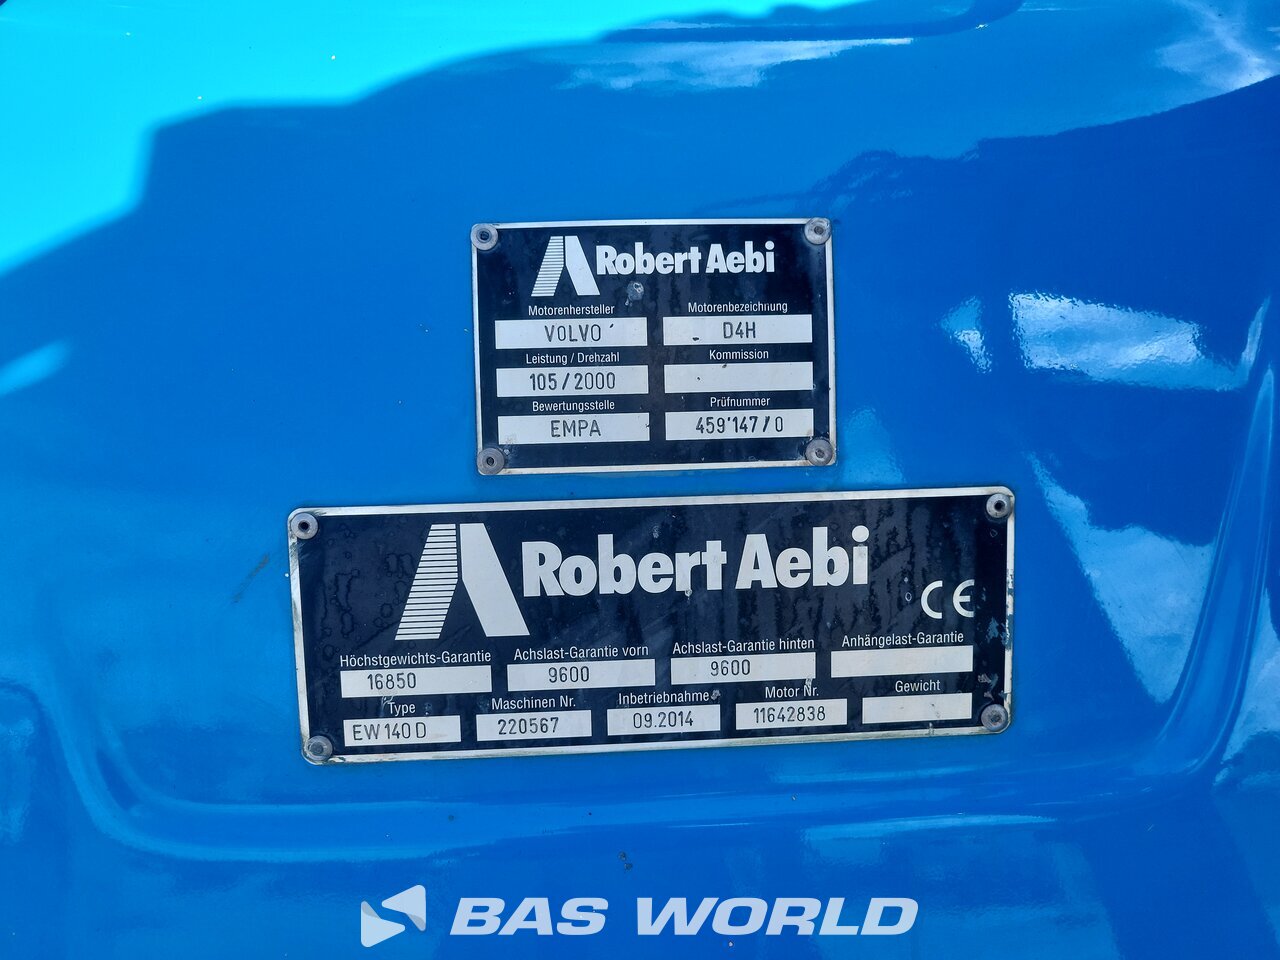 Robert Aebi
Motorenhersteller Motorenbezeichnung
VOLVO D4H
Leistung / Drehzahl Kommission
105 / 2000
Bewertungsstelle Prüfnummer
EMPA 459'147 / 0
Robert Aebi
CE
Höchstgewichts-Garantie Achslast-Garantie vorn Achslast-Garantie hinten Anhängelast-Garantie
16850 9600 9600
Type Maschinen Nr. Inbetriebnahme Motor Nr. Gewicht
EW 140 D 220567 09.2014 11642838
BAS WORLD